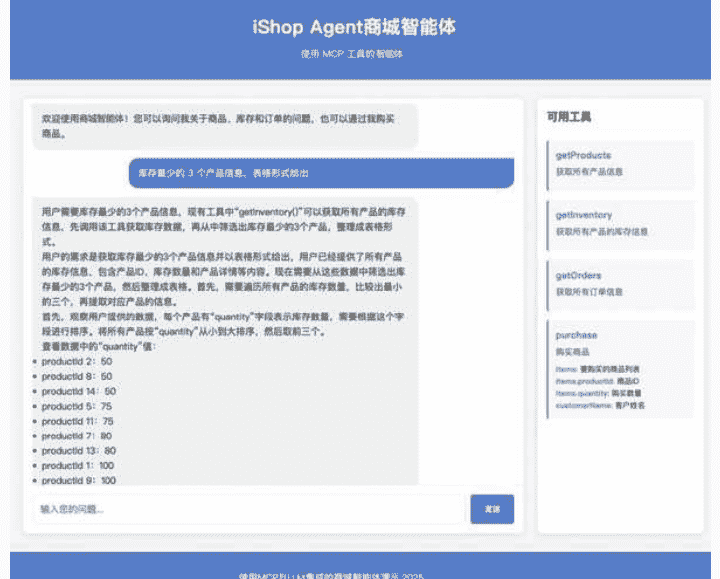 iShop Agent商城智能体
使用 MCP 工具的智能体
欢迎使用商城智能体！您可以询问我关于商品、库存和订单的问题，也可以通过我购买
商品。
库存最少的 3 个产品信息，表格形式给出
用户需要库存最少的3个产品信息，现有工具中"getInventory()"可以获取所有产品的库存
信息，先调用该工具获取库存数据，再从中筛选出库存最少的3个产品，整理成表格形
式。
用户的需求是获取库存最少的3个产品信息并以表格形式给出，用户已经提供了所有产品
的库存信息，包含产品ID、库存数量和产品详情等内容。现在需要从这些数据中筛选出库
存最少的3个产品，然后整理成表格。首先，需要遍历所有产品的库存数量，比较出最小
的三个，再提取对应产品的信息。
首先，观察用户提供的数据，每个产品有"quantity"字段表示库存数量，需要根据这个字
段进行排序。将所有产品按"quantity"从小到大排序，然后取前三个。
查看数据中的"quantity"值：
productId 2：50
productId 8：50
productId 14：50
productId 5：75
productId 11：75
productId 7：80
productId 13：80
productId 1：100
productId 9：100
输入您的问题...
发送
可用工具
getProducts
获取所有产品信息
getInventory
获取所有产品的库存信息
getOrders
获取所有订单信息
purchase
购买商品
items: 要购买的商品列表
items.productId: 商品ID
items.quantity: 购买数量
customerName: 客户姓名